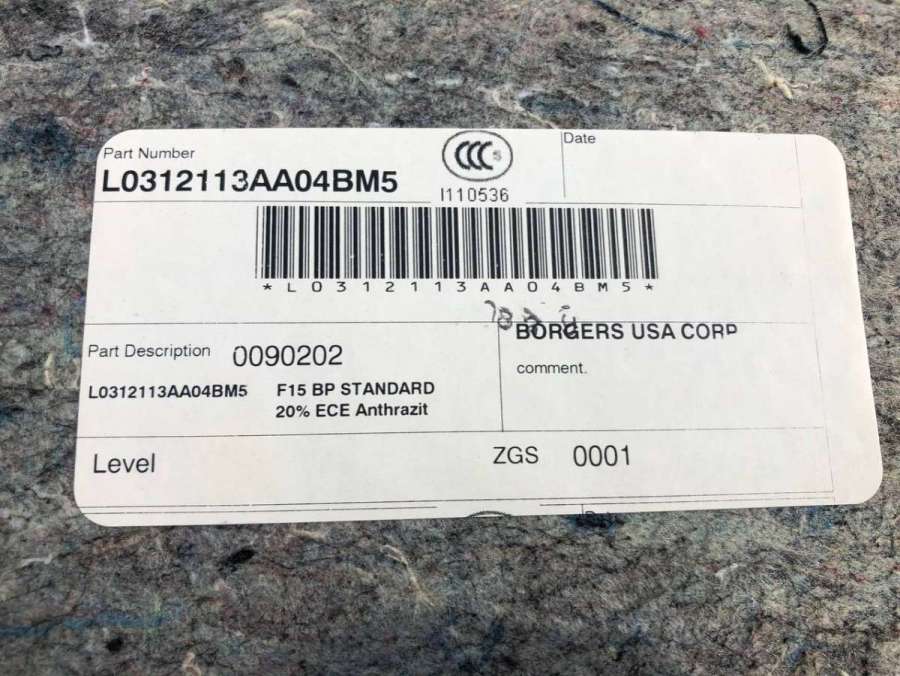 Part Number
L0312113AA04BM5
CCC S
I110536
Date
*L0312113AA04BM5*
BORGERS USA CORP
comment.
Part Description 0090202
L0312113AA04BM5 F15 BP STANDARD
20% ECE Anthrazit
Level
ZGS 0001